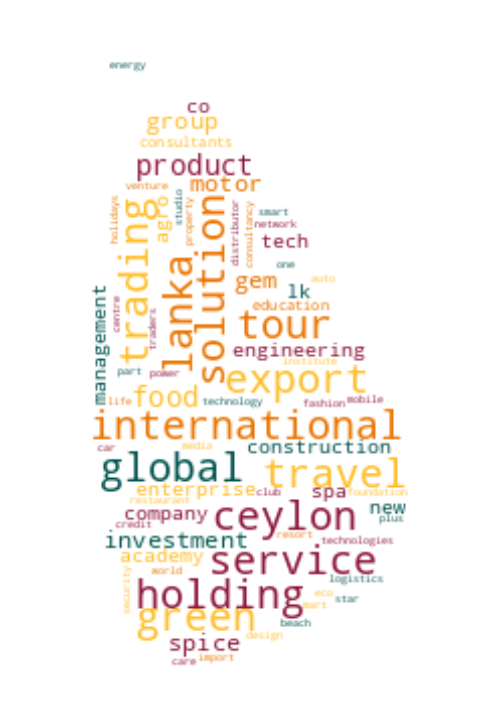 energy
co
group
consultants
product
venture
motor
holidays
trading
agro
studio
property
solution
distributor
consultancy
smart
network
tech
one
lanka
gem
auto
lk
management
centre
traders
education
tour
engineering
institute
part
power
export
life
food
technology
fashion
mobile
international
car
media
construction
global
travel
enterprise
club
spa
foundation
restaurant
company
ceylon
new
credit
plus
investment
resort
technologies
academy
service
world
logistics
security
holding
eco
star
mart
green
beach
spice
design
care
import